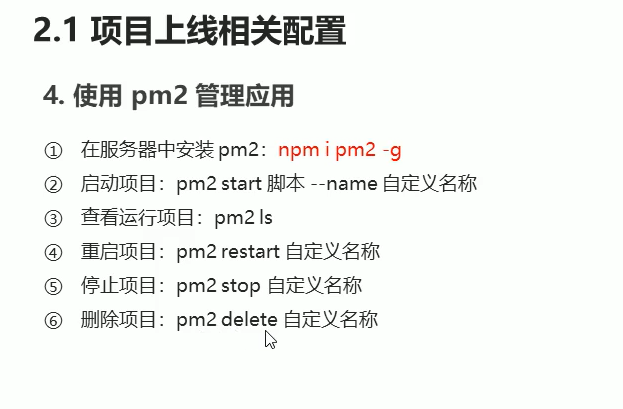 2.1 项目上线相关配置
4. 使用 pm2 管理应用
① 在服务器中安装 pm2：npm i pm2 -g
② 启动项目：pm2 start 脚本 --name 自定义名称
③ 查看运行项目：pm2 ls
④ 重启项目：pm2 restart 自定义名称
⑤ 停止项目：pm2 stop 自定义名称
⑥ 删除项目：pm2 delete 自定义名称